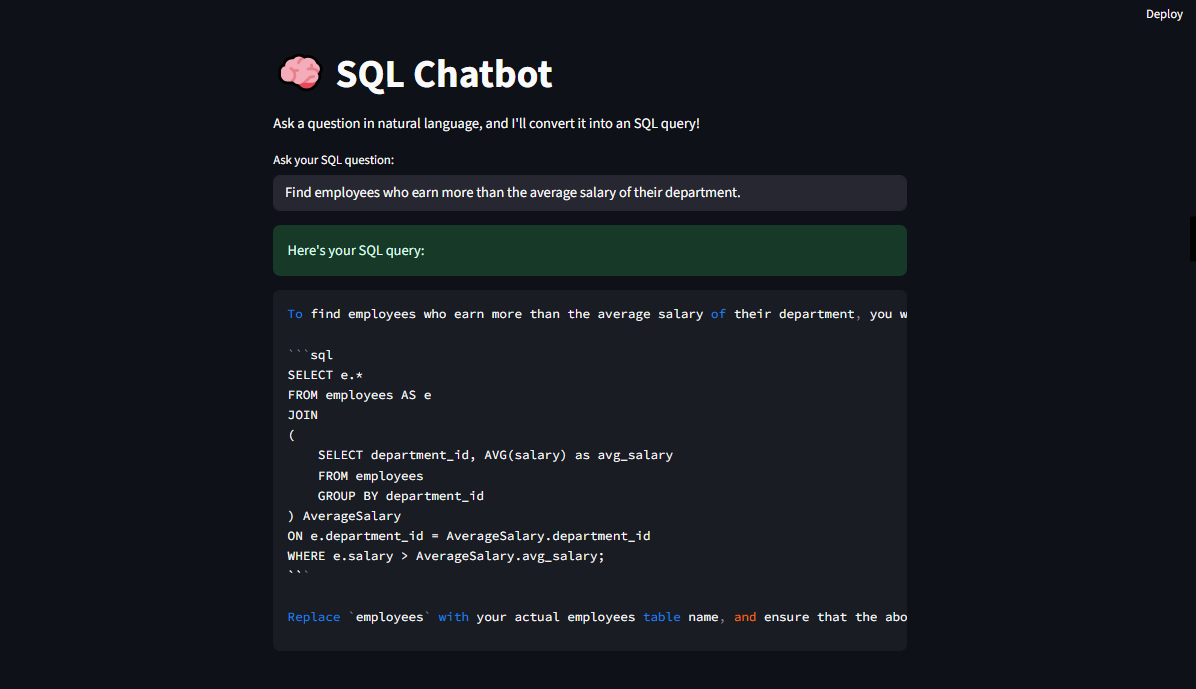 Deploy
🧠 SQL Chatbot
Ask a question in natural language, and I'll convert it into an SQL query!
Ask your SQL question:
Find employees who earn more than the average salary of their department.
Here's your SQL query:
To find employees who earn more than the average salary of their department, you w
```sql
SELECT e.*
FROM employees AS e
JOIN
(
    SELECT department_id, AVG(salary) as avg_salary
    FROM employees
    GROUP BY department_id
) AverageSalary
ON e.department_id = AverageSalary.department_id
WHERE e.salary > AverageSalary.avg_salary;
```
Replace `employees` with your actual employees table name, and ensure that the abo